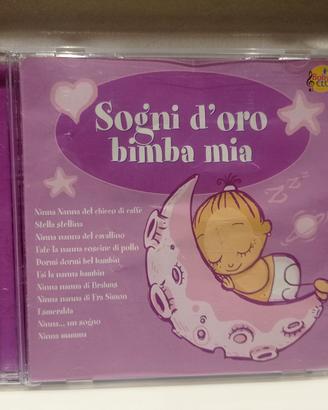 Sogni d'oro
bimba mia
Ninna Nanna del chicco di caffè
Stella stellina
Ninna nanna del cavallino
Fate la nanna coscine di pollo
Dormi dormi bel bambin
Fai la nanna bambin
Ninna nanna di Brahms
Ninna nanna di Fra Simon
Esmeralda
Ninna... un sogno
Ninna mamma
Z Z Z